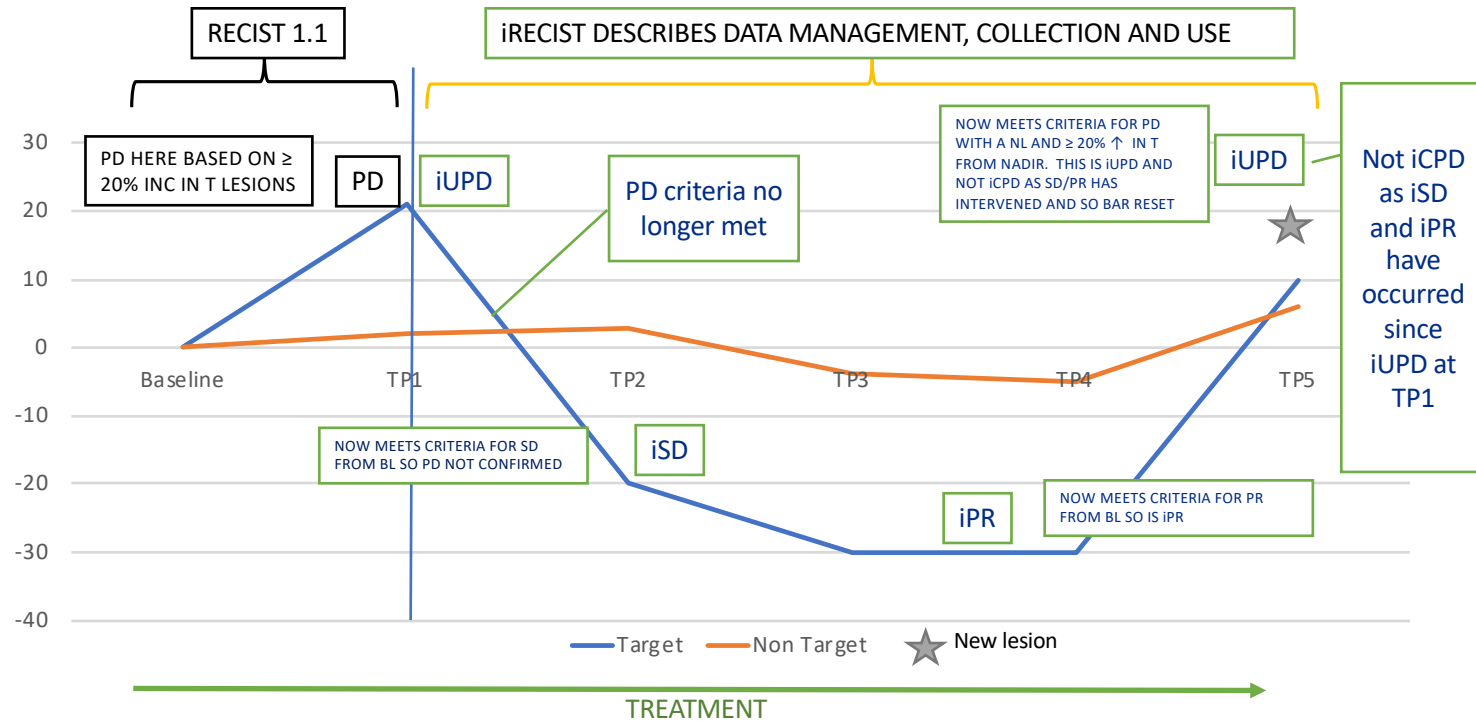 RECIST 1.1
iRECIST DESCRIBES DATA MANAGEMENT, COLLECTION AND USE
30
20
10
0
-10
-20
-30
-40
PD HERE BASED ON ≥
20% INC IN T LESIONS
PD
iUPD
PD criteria no
longer met
NOW MEETS CRITERIA FOR PD
WITH A NL AND ≥ 20% ↑ IN T
FROM NADIR. THIS IS iUPD AND
NOT iCPD AS SD/PR HAS
INTERVENED AND SO BAR RESET
iUPD
Not iCPD
as iSD
and iPR
have
occurred
since
iUPD at
TP1
Baseline
TP1
TP2
TP3
TP4
TP5
NOW MEETS CRITERIA FOR SD
FROM BL SO PD NOT CONFIRMED
iSD
iPR
NOW MEETS CRITERIA FOR PR
FROM BL SO IS iPR
Target
Non Target
New lesion
TREATMENT